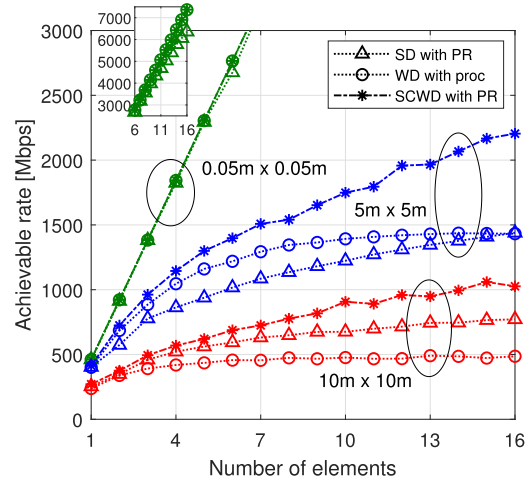 7000
6000
5000
4000
3000
6
11
16
SD with PR
WD with proc
SCWD with PR
0.05m x 0.05m
5m x 5m
10m x 10m
3000
2500
2000
1500
1000
500
0
1
4
7
10
13
16
Achievable rate [Mbps]
Number of elements